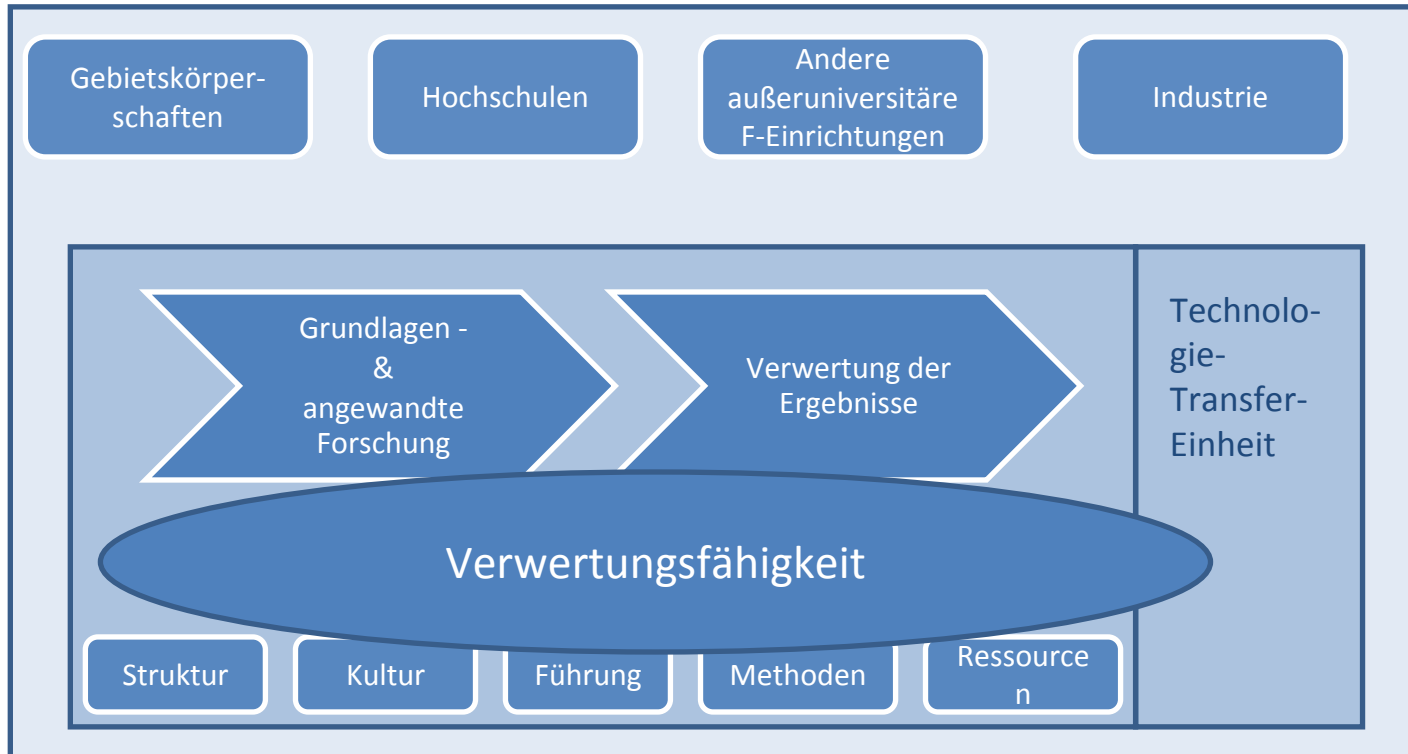 Gebietskörper-
schaften
Hochschulen
Andere
außeruniversitäre
F-Einrichtungen
Industrie
Grundlagen -
&
angewandte
Forschung
Verwertung der
Ergebnisse
Technolo-
gie-
Transfer-
Einheit
Verwertungsfähigkeit
Struktur
Kultur
Führung
Methoden
Ressource
n